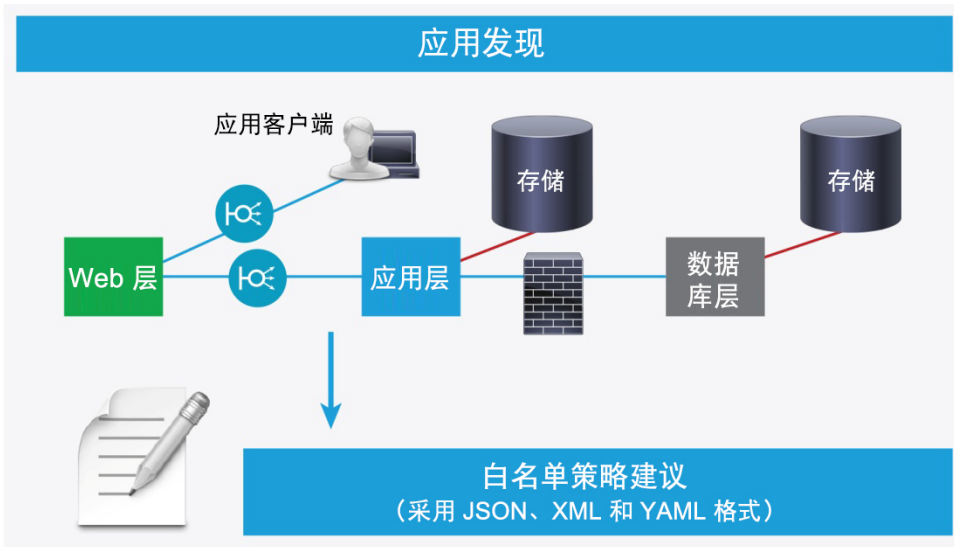 应用发现
应用客户端
存储
存储
Web 层
应用层
数据
库层
白名单策略建议
（采用 JSON、XML 和 YAML 格式）